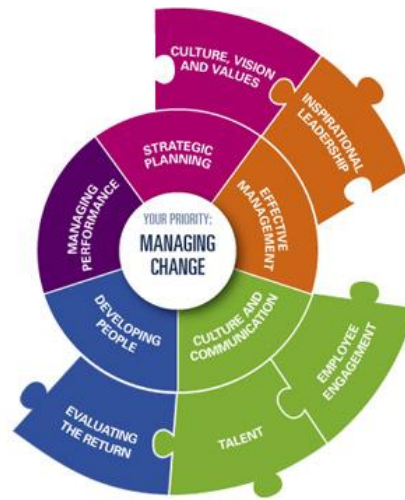 CULTURE, VISION
AND VALUES
INSPIRATIONAL
LEADERSHIP
STRATEGIC
PLANNING
MANAGING
PERFORMANCE
EFFECTIVE
MANAGEMENT
YOUR PRIORITY;
MANAGING
CHANGE
DEVELOPING
PEOPLE
CULTURE AND
COMMUNICATION
EMPLOYEE
ENGAGEMENT
EVALUATING
THE RETURN
TALENT